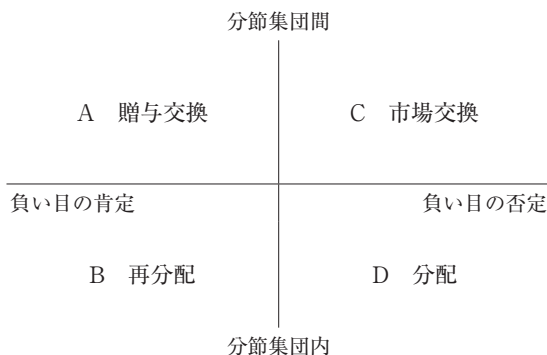 分節集団間
A　贈与交換
C　市場交換
負い目の肯定
負い目の否定
B　再分配
D　分配
分節集団内